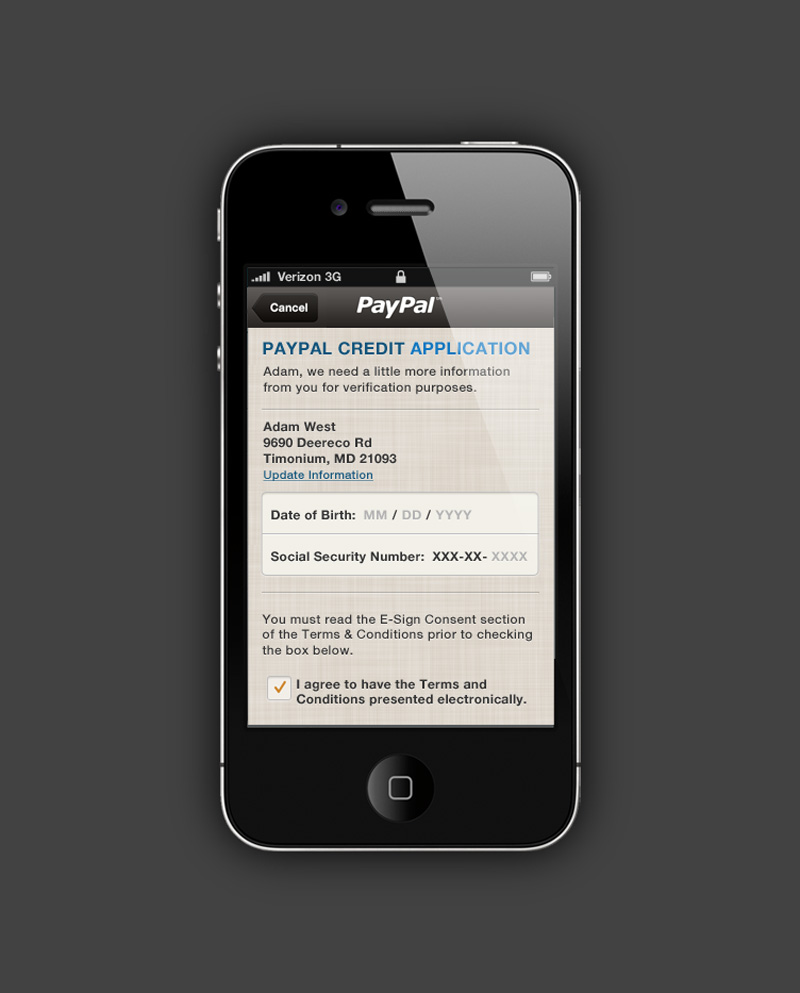 Verizon 3G
Cancel
PayPal
PAYPAL CREDIT APPLICATION
Adam, we need a little more information
from you for verification purposes.
Adam West
9690 Deereco Rd
Timonium, MD 21093
Update Information
Date of Birth: MM / DD / YYYY
Social Security Number: XXX-XX- XXXX
You must read the E-Sign Consent section
of the Terms & Conditions prior to checking
the box below.
I agree to have the Terms and
Conditions presented electronically.